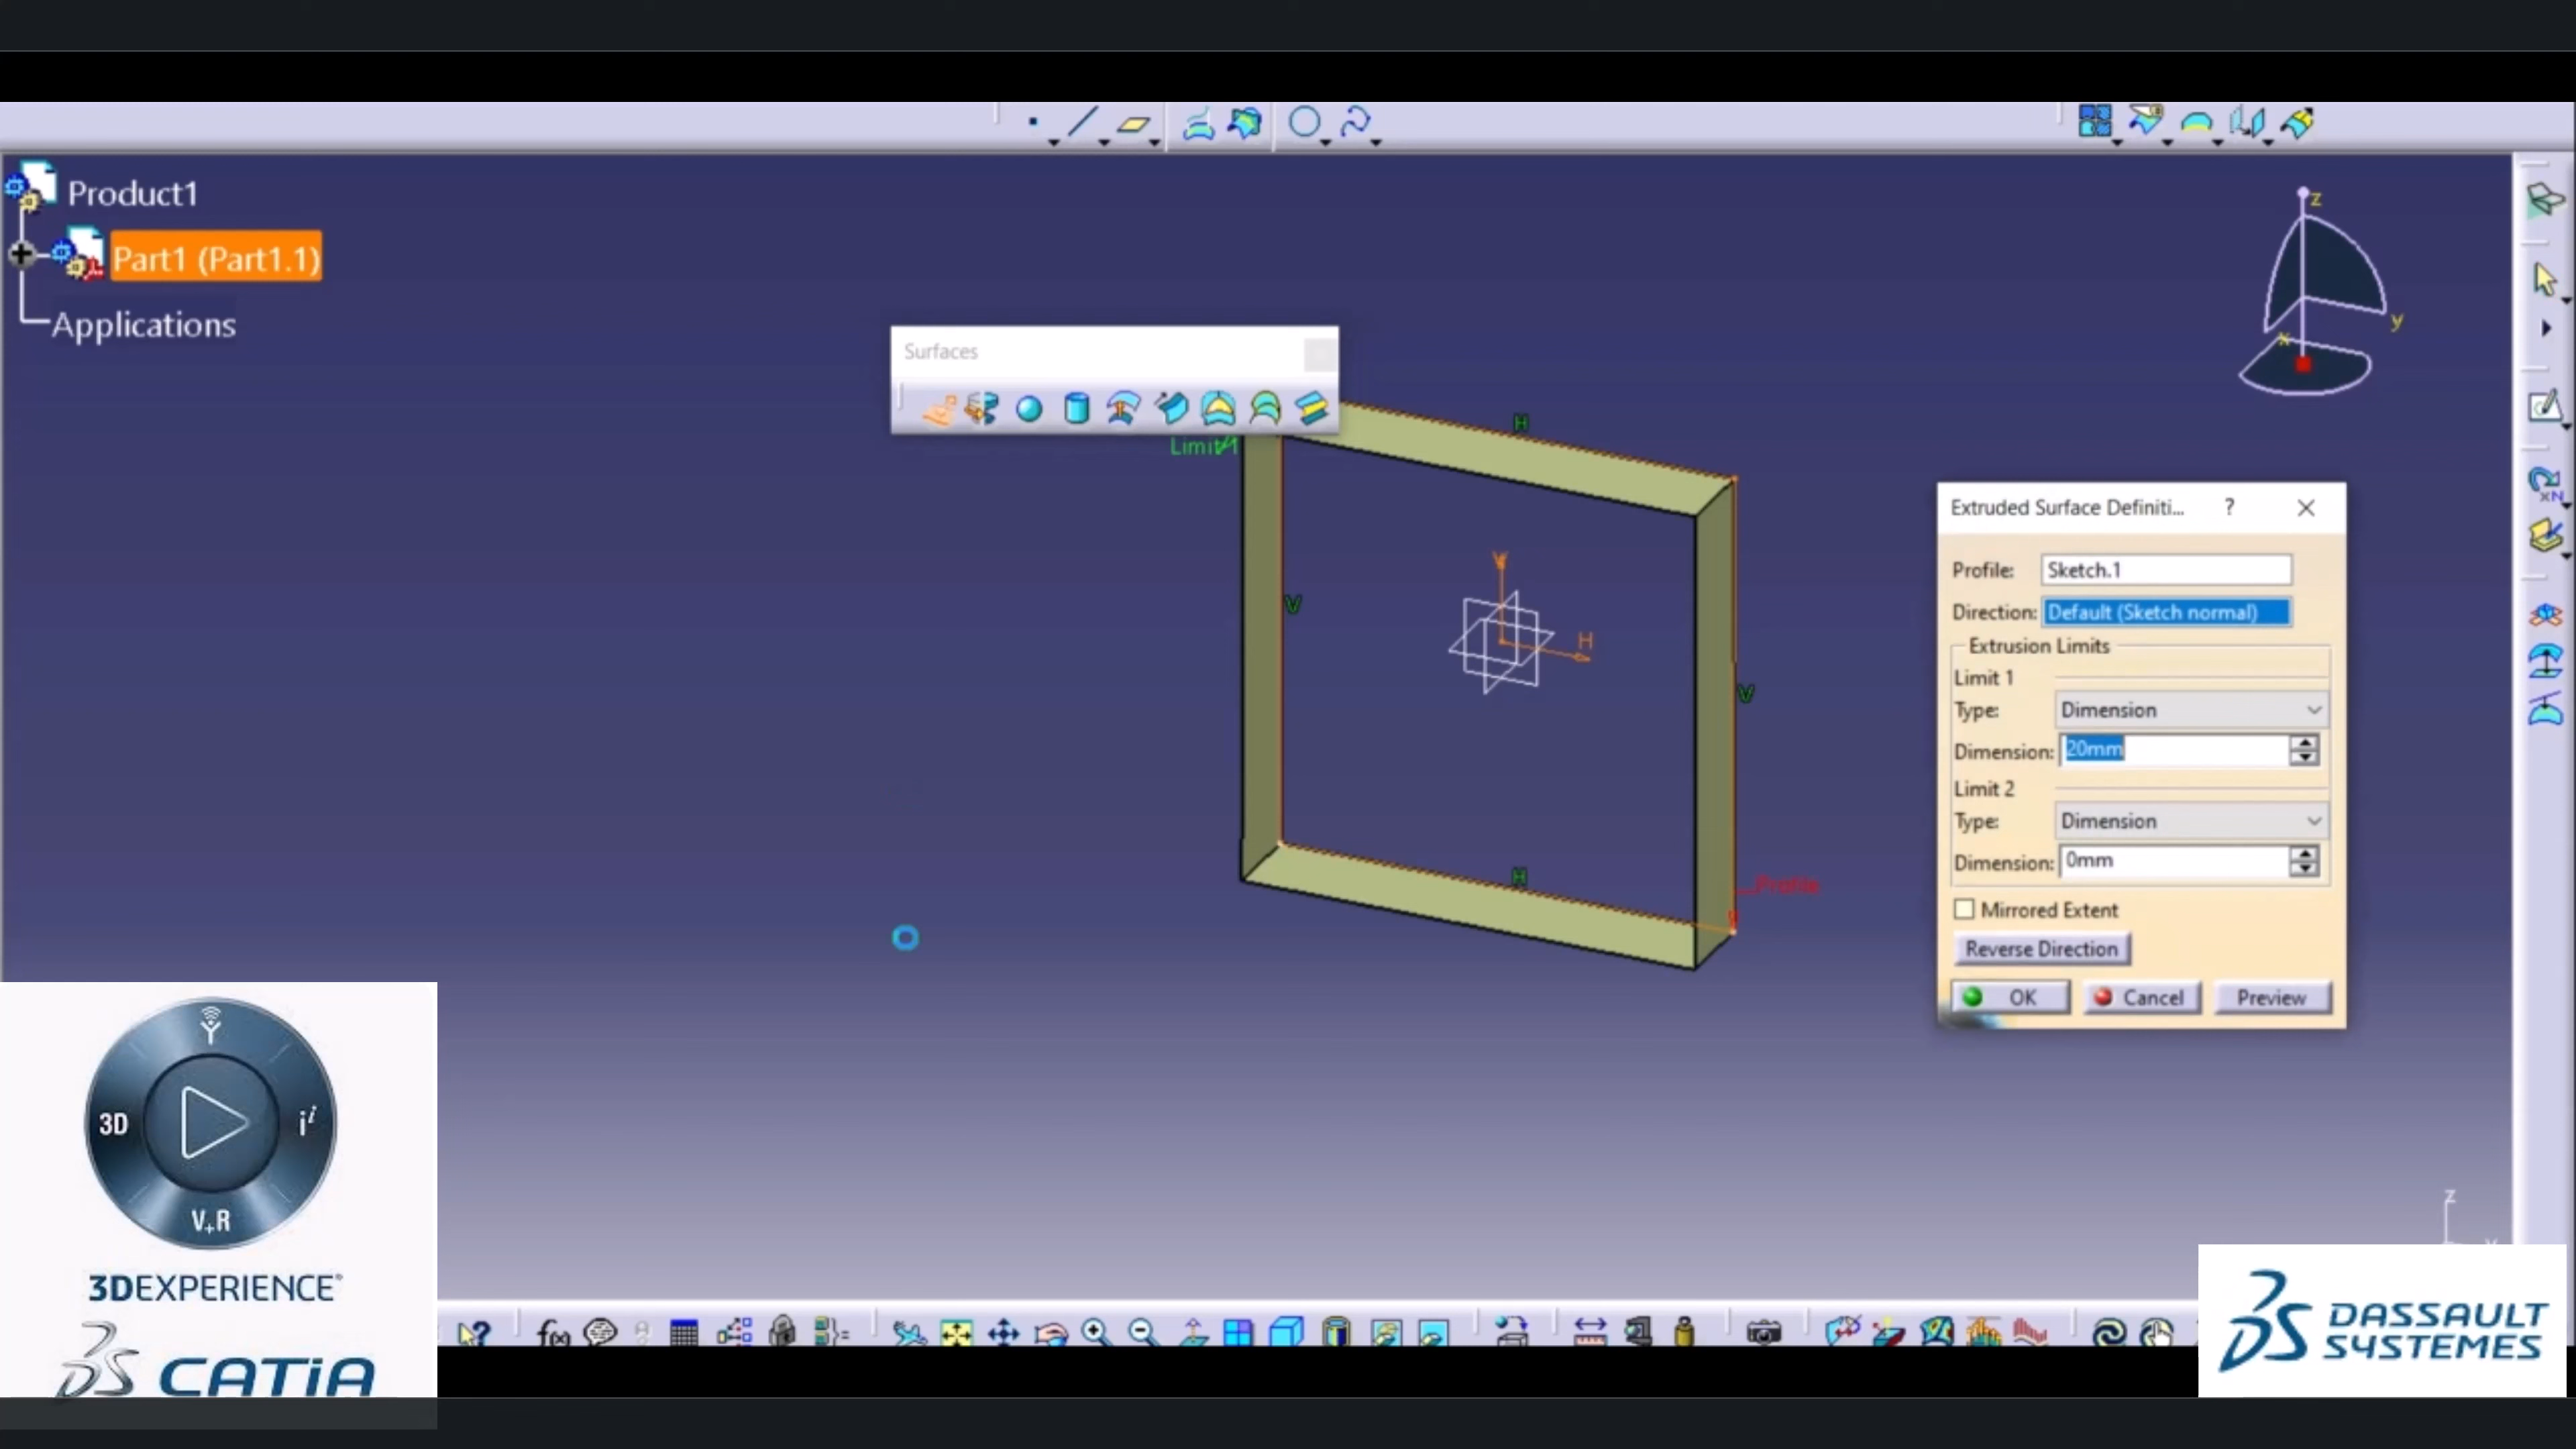 Product1
Part1 (Part1.1)
Applications
Surfaces
Limit1
H
V
V
H
V
H
Profile
z
y
x
Extruded Surface Definiti... ?
Profile: Sketch.1
Direction: Default (Sketch normal)
Extrusion Limits
Limit 1
Type: Dimension
Dimension: 20mm
Limit 2
Type: Dimension
Dimension: 0mm
Mirrored Extent
Reverse Direction
OK Cancel Preview
3D
i i
V+R
3DEXPERIENCE®
CATIA
f(x)
z
DASSAULT
SYSTEMES